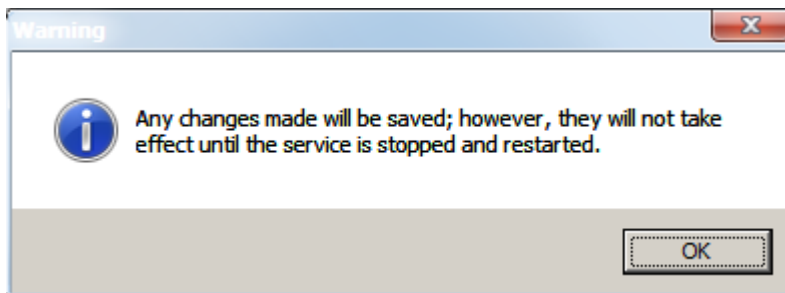 Warning
Any changes made will be saved; however, they will not take
effect until the service is stopped and restarted.
OK